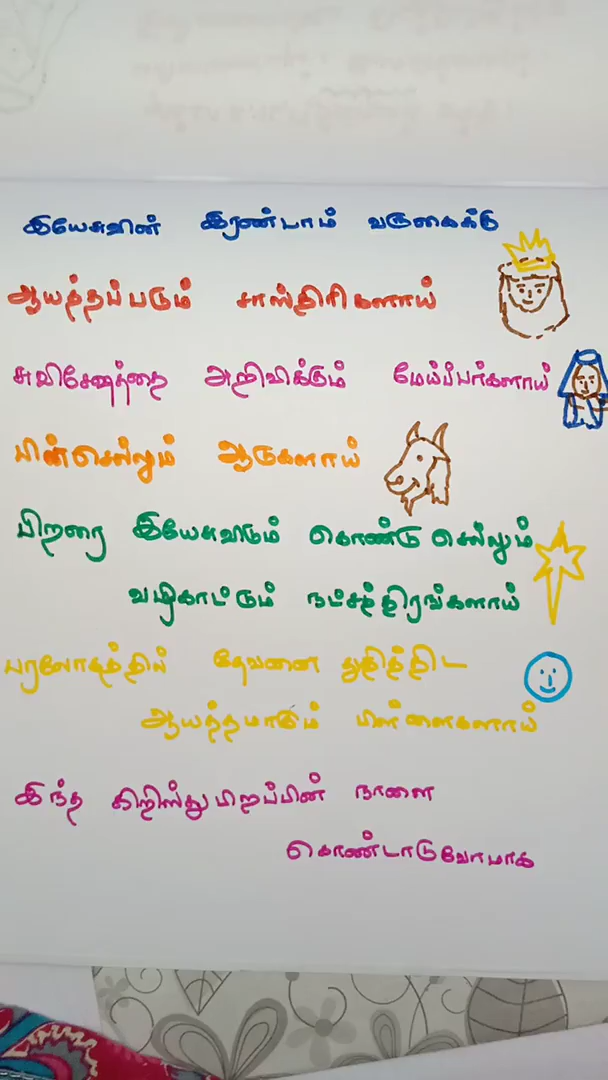 இயேசுவின் இரண்டாம் வருகைக்கு
ஆயத்தப்படும் சாஸ்திரிகளாய்
சுவிசேஷத்தை அறிவிக்கும் மேய்ப்பர்களாய்
பின்செல்லும் ஆடுகளாய்
பிறரை இயேசுவிடும் கொண்டு செல்லும்
வழிகாட்டும் நட்சத்திரங்களாய்
பரலோகத்தில் தேவனை துதித்திட
ஆயத்தமாகும் பிள்ளைகளாய்
இந்த கிறிஸ்து பிறப்பின் நாளை
கொண்டாடுவோமாக